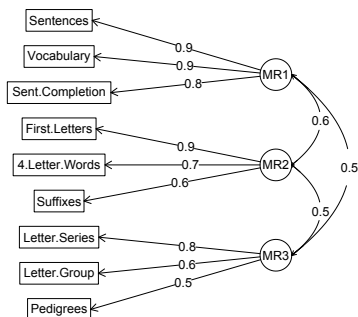 Sentences
Vocabulary
Sent.Completion
First.Letters
4.Letter.Words
Suffixes
Letter.Series
Letter.Group
Pedigrees
0.9
0.9
0.8
0.9
0.7
0.6
0.8
0.6
0.5
MR1
MR2
MR3
0.6
0.5
0.5